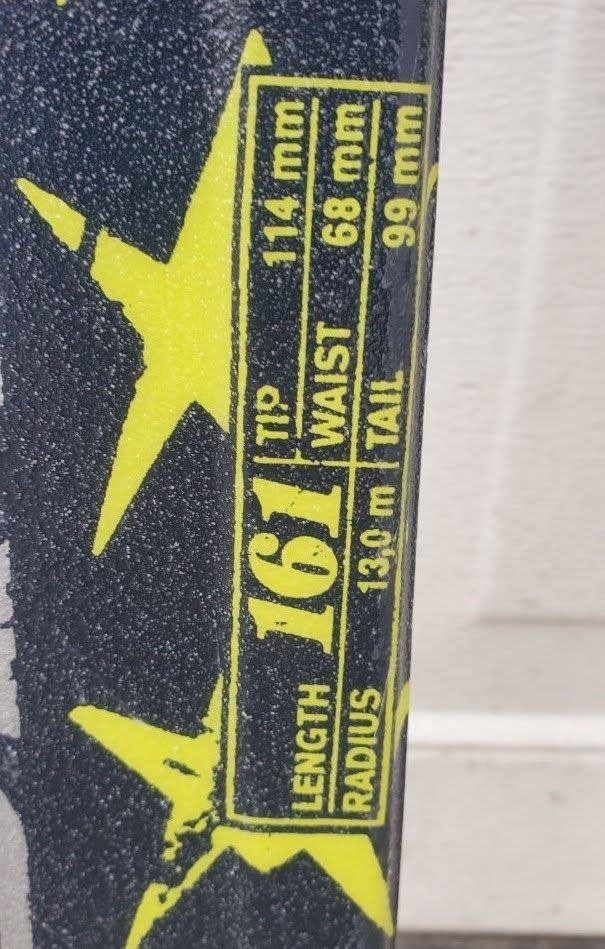 LENGTH 161
RADIUS 13,0 m
TIP 114 mm
WAIST 68 mm
TAIL 99 mm